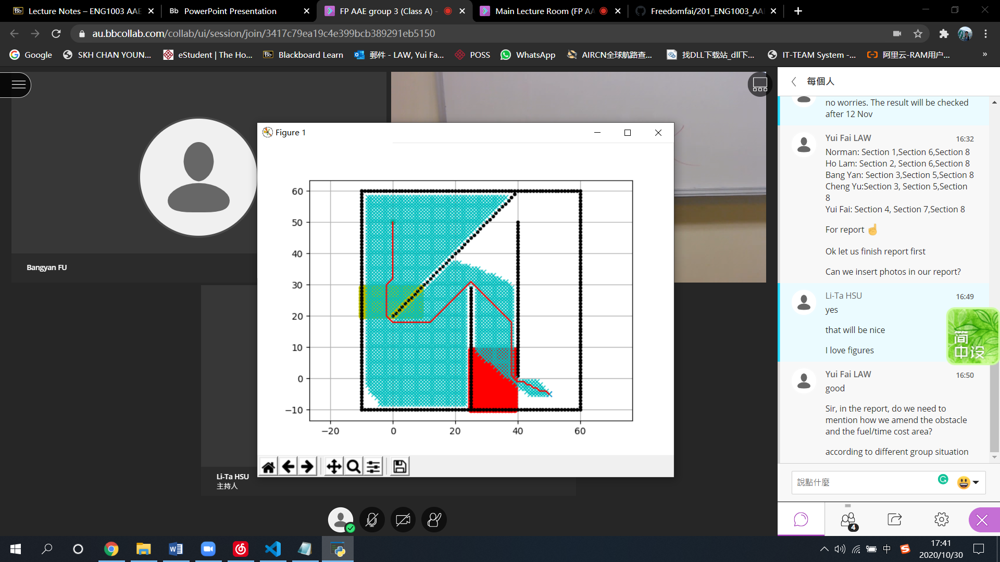 Lecture Notes – ENG1003 AAE
PowerPoint Presentation
FP AAE group 3 (Class A) -
Main Lecture Room (FP AA
Freedomfai/201_ENG1003_AA
au.bbcollab.com/collab/ui/session/join/3417c79ea19c4e399bcb389291eb5150
Google
SKH CHAN YOUN...
eStudent | The Ho...
Bb Blackboard Learn
郵件 - LAW, Yui Fa...
POSS
WhatsApp
AIRCN全球航路查...
找DLL下载站_dll下...
IT-TEAM System -...
阿里云-RAM用户...
»
每個人
no worries. The result will be checked
after 12 Nov
Yui Fai LAW
16:32
Norman: Section 1,Section 6,Section 8
Ho Lam: Section 2, Section 6,Section 8
Bang Yan: Section 3,Section 5,Section 8
Cheng Yu:Section 3, Section 5,Section
8
Yui Fai: Section 4, Section 7,Section 8
For report ☝
Ok let us finish report first
Can we insert photos in our report?
Li-Ta HSU
16:49
yes
that will be nice
I love figures
简
中设
Yui Fai LAW
16:50
good
Sir, in the report, do we need to
mention how we amend the obstacle
and the fuel/time cost area?
according to different group situation
說點什麼
4
Bangyan FU
Li-Ta HSU
主持人
Figure 1
60
50
40
30
20
10
0
−10
−20
0
20
40
60
中
17:41
2020/10/30